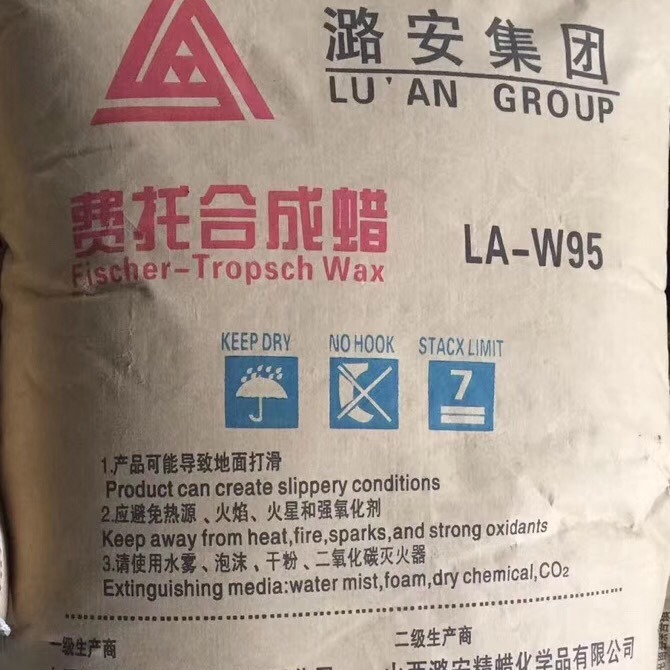 潞安集团
LU'AN GROUP
费托合成蜡
Fischer-Tropsch Wax
LA-W95
KEEP DRY
NO HOOK
STACX LIMIT
7
1.产品可能导致地面打滑
Product can create slippery conditions
2.应避免热源、火焰、火星和强氧化剂
Keep away from heat,fire,sparks,and strong oxidants
3.请使用水雾、泡沫、干粉、二氧化碳灭火器
Extinguishing media:water mist,foam,dry chemical,CO₂
一级生产商
二级生产商
山西潞安精蜡化学品有限公司